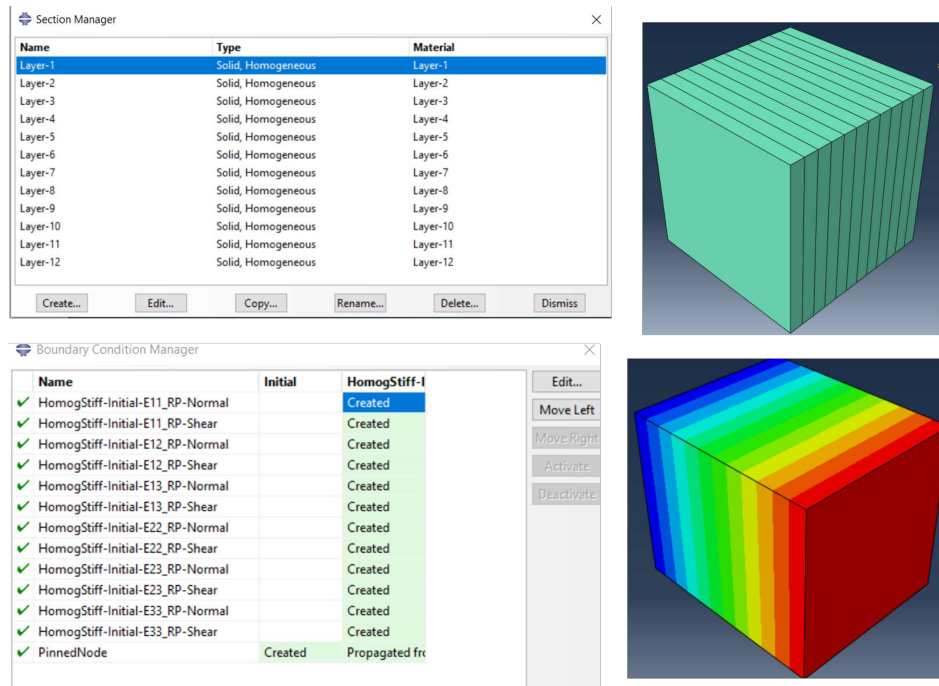 Section Manager
Name Type Material
Layer-1 Solid, Homogeneous Layer-1
Layer-2 Solid, Homogeneous Layer-2
Layer-3 Solid, Homogeneous Layer-3
Layer-4 Solid, Homogeneous Layer-4
Layer-5 Solid, Homogeneous Layer-5
Layer-6 Solid, Homogeneous Layer-6
Layer-7 Solid, Homogeneous Layer-7
Layer-8 Solid, Homogeneous Layer-8
Layer-9 Solid, Homogeneous Layer-9
Layer-10 Solid, Homogeneous Layer-10
Layer-11 Solid, Homogeneous Layer-11
Layer-12 Solid, Homogeneous Layer-12
Create... Edit... Copy... Rename... Delete... Dismiss
Boundary Condition Manager
Name Initial HomogStiff-I Edit...
HomogStiff-Initial-E11_RP-Normal Created
Move Left
HomogStiff-Initial-E11_RP-Shear Created
HomogStiff-Initial-E12_RP-Normal Created
Move Right
HomogStiff-Initial-E12_RP-Shear Created
Activate
HomogStiff-Initial-E13_RP-Normal Created
HomogStiff-Initial-E13_RP-Shear Created
Deactivate
HomogStiff-Initial-E22_RP-Normal Created
HomogStiff-Initial-E22_RP-Shear Created
HomogStiff-Initial-E23_RP-Normal Created
HomogStiff-Initial-E23_RP-Shear Created
HomogStiff-Initial-E33_RP-Normal Created
HomogStiff-Initial-E33_RP-Shear Created
PinnedNode Created Propagated fro